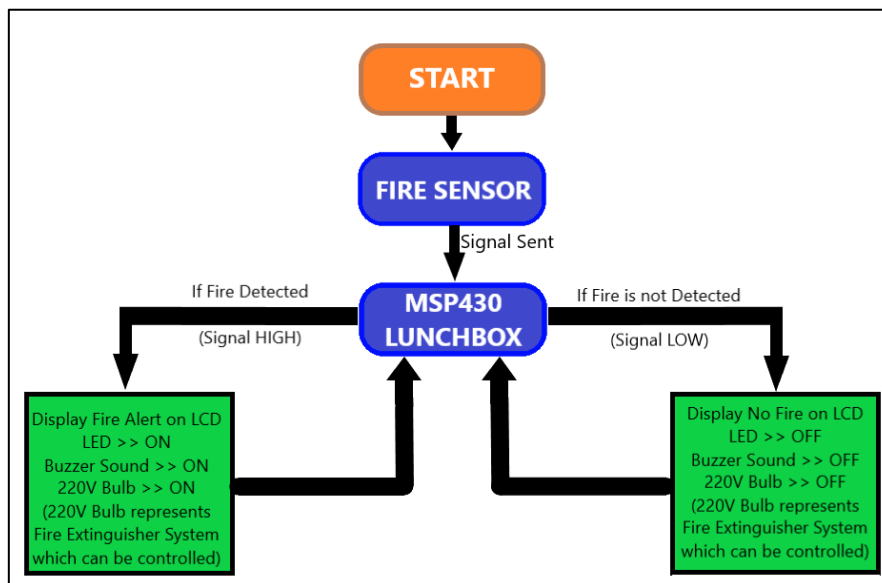 START
FIRE SENSOR
Signal Sent
If Fire Detected
(Signal HIGH)
MSP430
LUNCHBOX
If Fire is not Detected
(Signal LOW)
Display Fire Alert on LCD
LED >> ON
Buzzer Sound >> ON
220V Bulb >> ON
(220V Bulb represents
Fire Extinguisher System
which can be controlled)
Display No Fire on LCD
LED >> OFF
Buzzer Sound >> OFF
220V Bulb >> OFF
(220V Bulb represents
Fire Extinguisher System
which can be controlled)